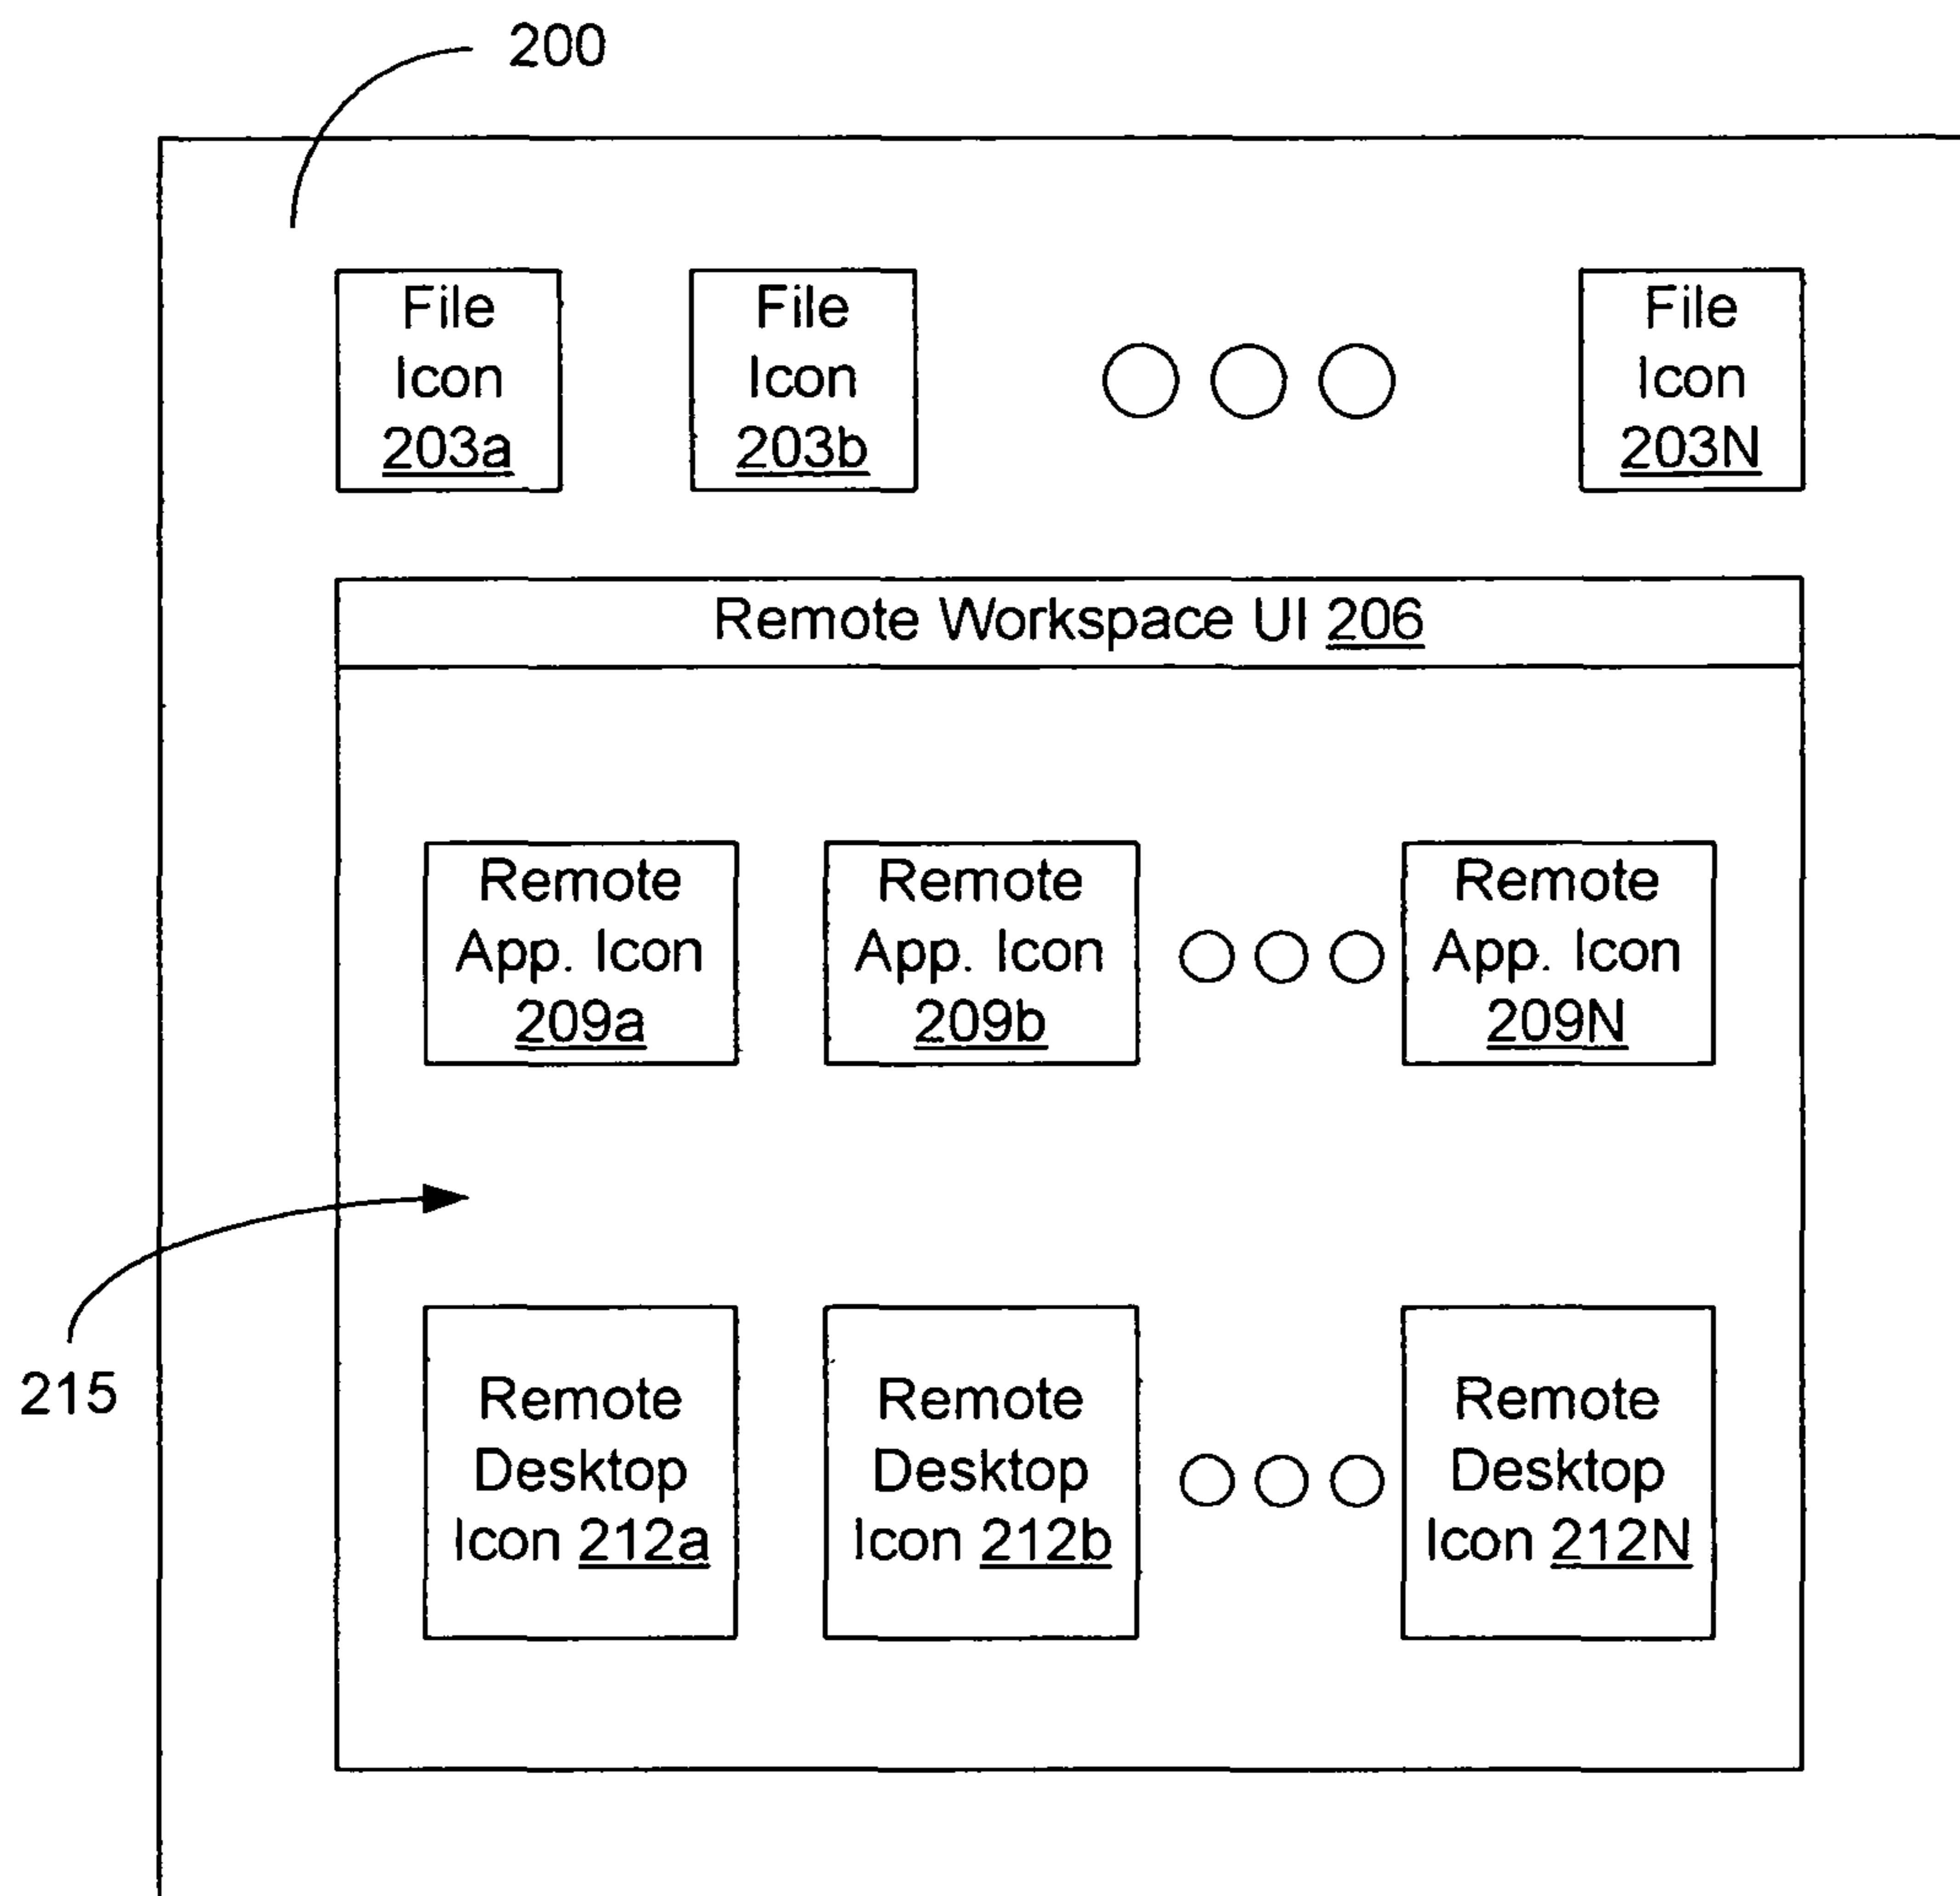 200
File
Icon
203a
File
Icon
203b
File
Icon
203N
Remote Workspace UI 206
Remote
App. Icon
209a
Remote
App. Icon
209b
Remote
App. Icon
209N
215
Remote
Desktop
Icon 212a
Remote
Desktop
Icon 212b
Remote
Desktop
Icon 212N